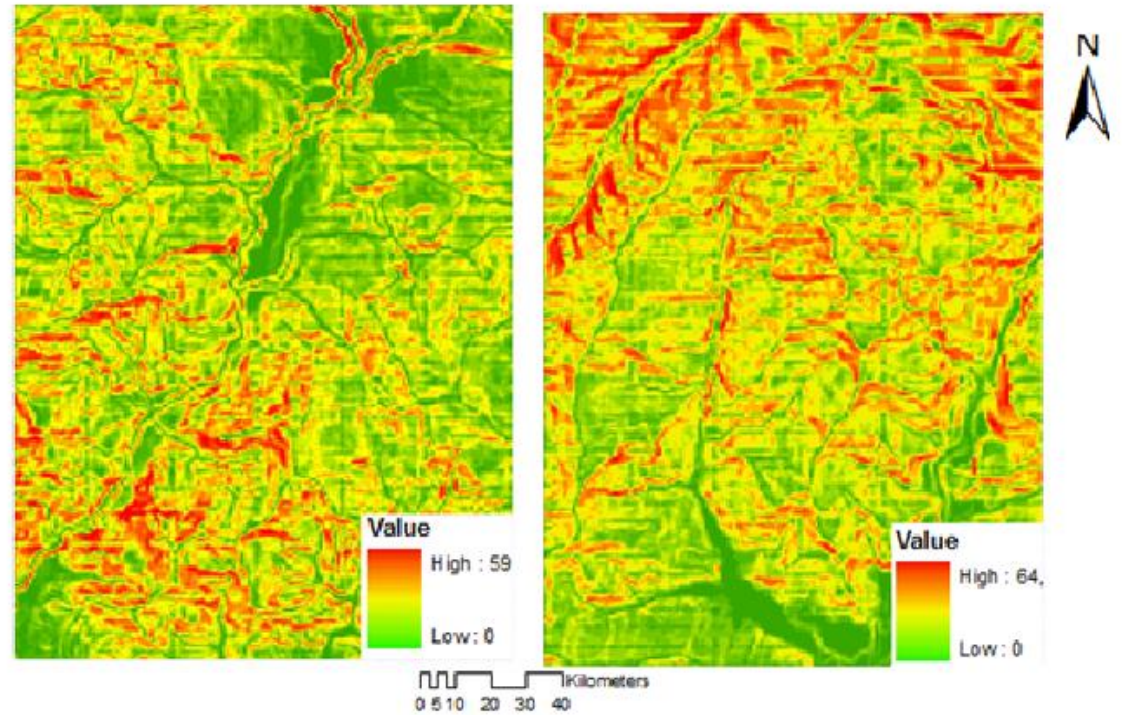 N
Value
High : 59
Low : 0
Value
High : 64,
Low : 0
Kilometers
0 5 10 20 30 40